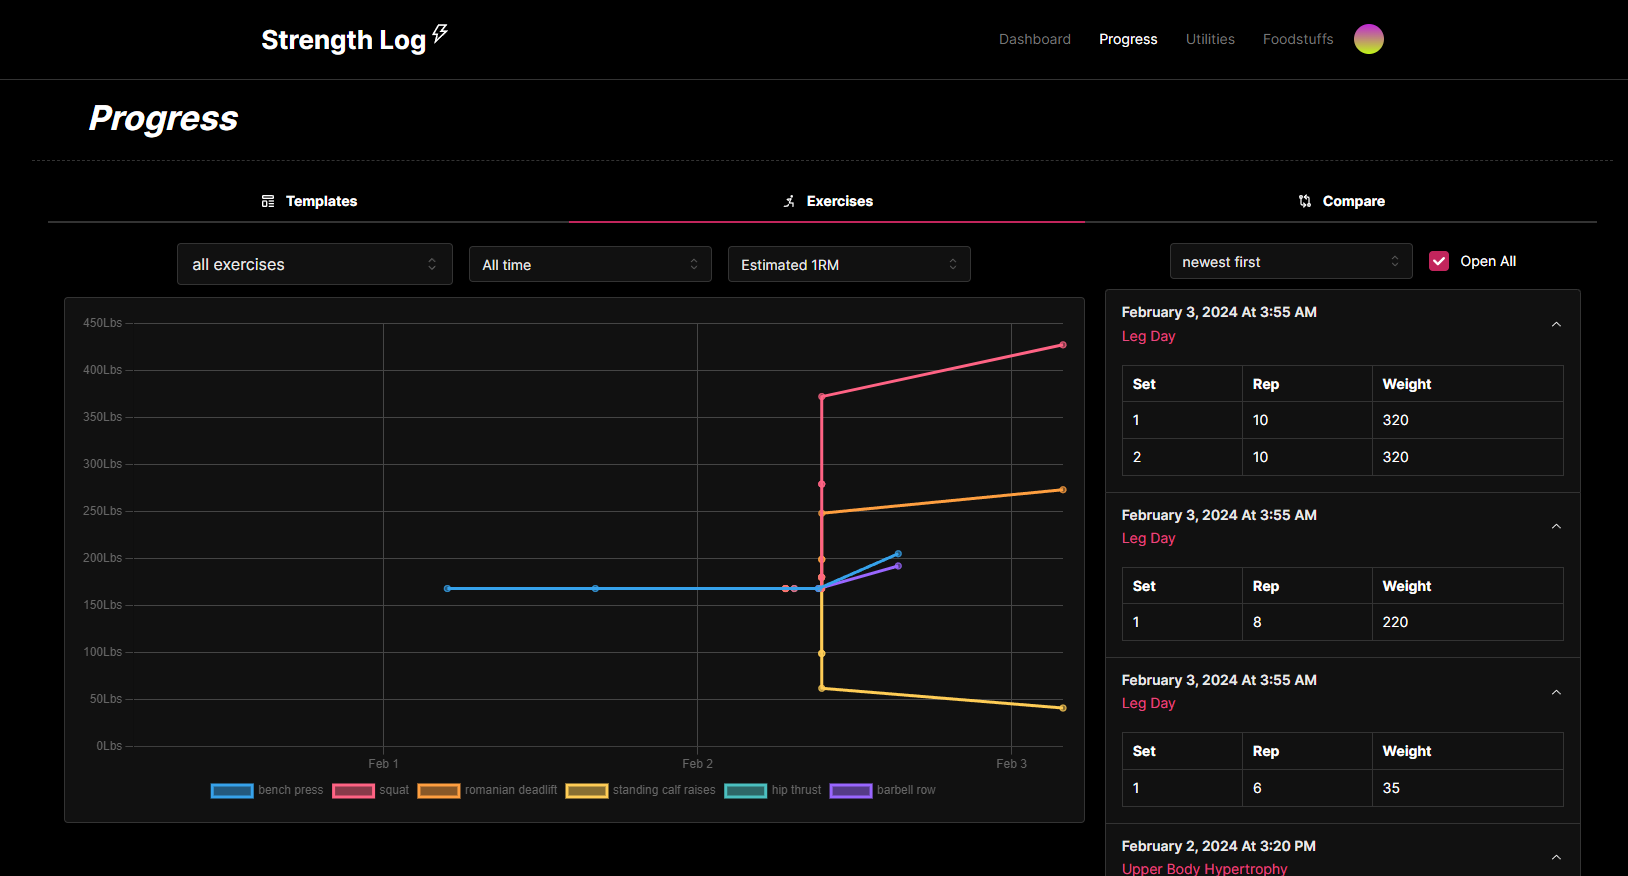 Strength Log
Dashboard Progress Utilities Foodstuffs
Progress
Templates Exercises Compare
all exercises All time Estimated 1RM
newest first Open All
450Lbs
400Lbs
350Lbs
300Lbs
250Lbs
200Lbs
150Lbs
100Lbs
50Lbs
0Lbs
Feb 1 Feb 2 Feb 3
bench press squat romanian deadlift standing calf raises hip thrust barbell row
February 3, 2024 At 3:55 AM
Leg Day
Set Rep Weight
1 10 320
2 10 320
February 3, 2024 At 3:55 AM
Leg Day
Set Rep Weight
1 8 220
February 3, 2024 At 3:55 AM
Leg Day
Set Rep Weight
1 6 35
February 2, 2024 At 3:20 PM
Upper Body Hypertrophy